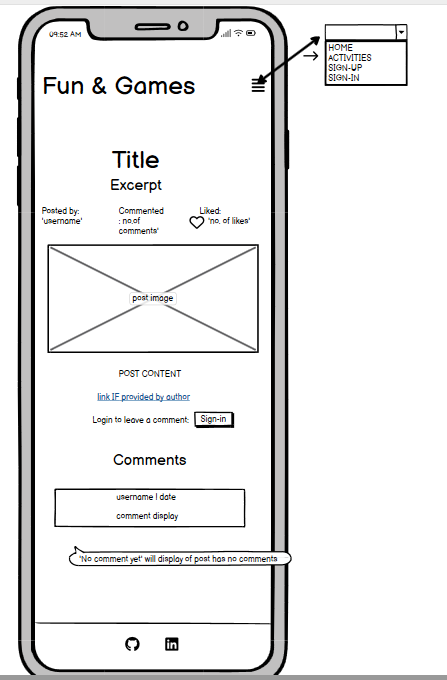 09:52 AM
HOME
ACTIVITIES
SIGN-UP
SIGN-IN
Fun & Games
Title
Excerpt
Posted by:
'username'
Commented
: no.of
comments'
Liked:
'no. of likes'
post image
POST CONTENT
link IF provided by author
Login to leave a comment:
Sign-in
Comments
username | date
comment display
'No comment yet' will display of post has no comments
in